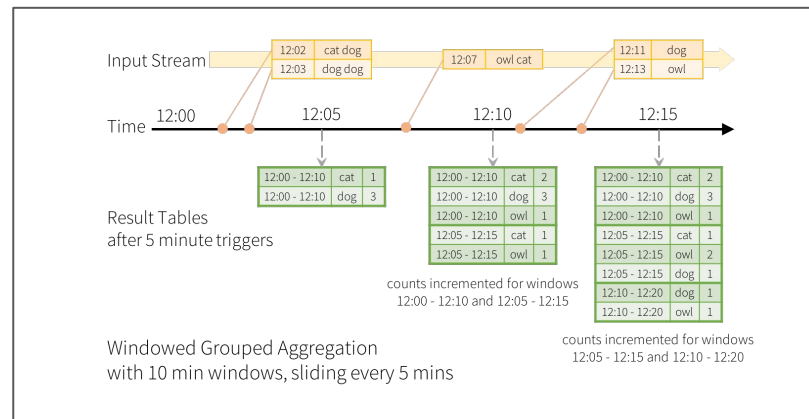 12:02 cat dog
Input Stream
12:03 dog dog
12:07 owl cat
12:11 dog
12:13 owl
Time
12:00 12:05 12:10 12:15
12:00 - 12:10 cat 1
12:00 - 12:10 dog 3
12:00 - 12:10 cat 2
12:00 - 12:10 dog 3
12:00 - 12:10 owl 1
12:05 - 12:15 cat 1
12:05 - 12:15 owl 1
12:00 - 12:10 cat 2
12:00 - 12:10 dog 3
12:00 - 12:10 owl 1
12:05 - 12:15 cat 1
12:05 - 12:15 owl 2
12:05 - 12:15 dog 1
12:10 - 12:20 dog 1
12:10 - 12:20 owl 1
Result Tables
after 5 minute triggers
counts incremented for windows
12:00 - 12:10 and 12:05 - 12:15
counts incremented for windows
12:05 - 12:15 and 12:10 - 12:20
Windowed Grouped Aggregation
with 10 min windows, sliding every 5 mins